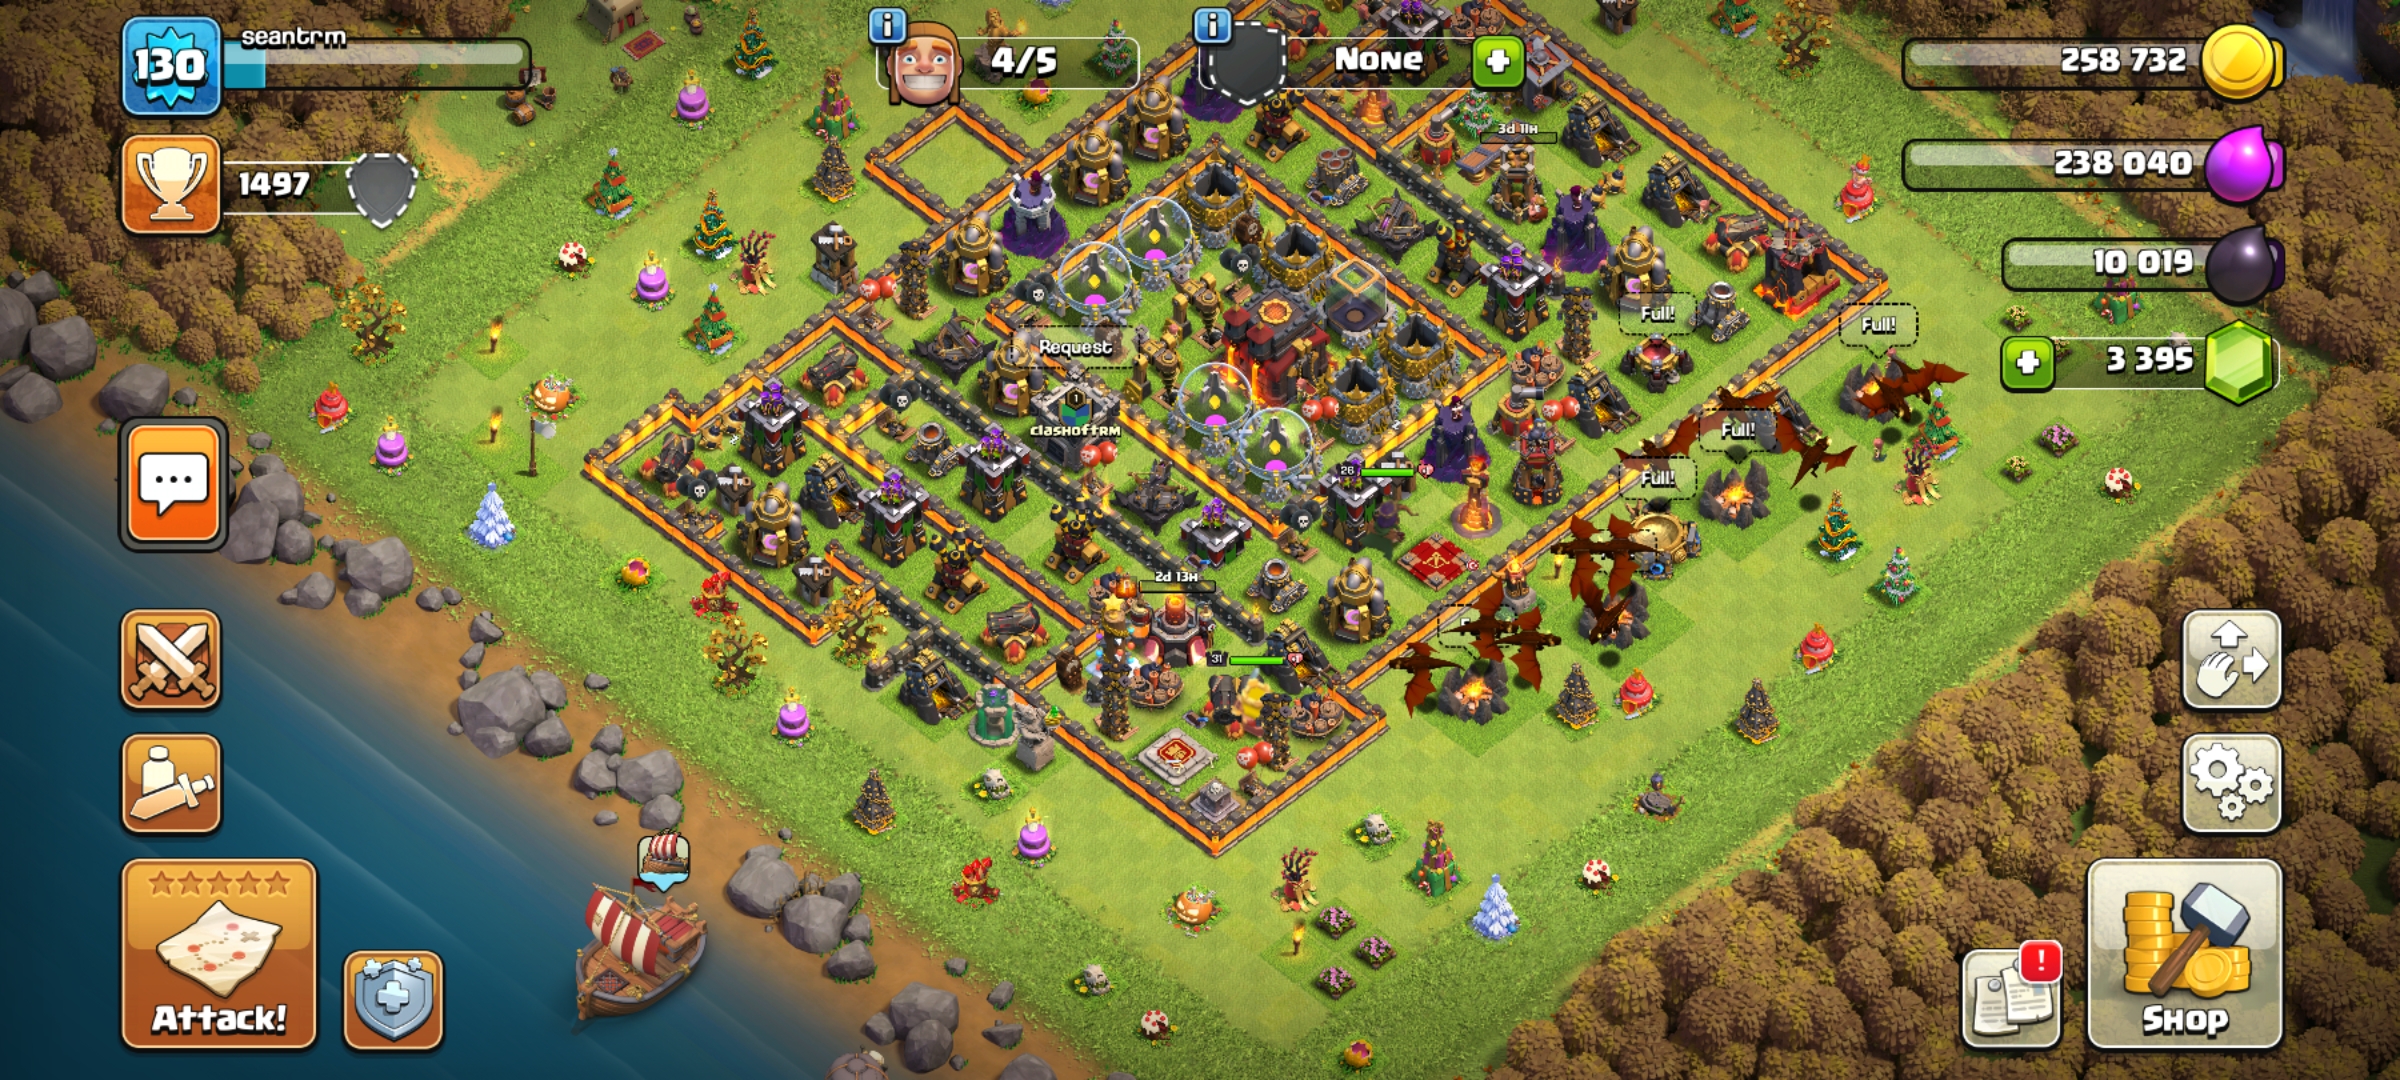 130
seantrm
4/5
None
258 732
1497
238 040
10 019
3 395
3d 11H
Full!
Full!
Request
1
clashoftrm
Full!
Full!
26
2d 13H
31
Attack!
!
Shop